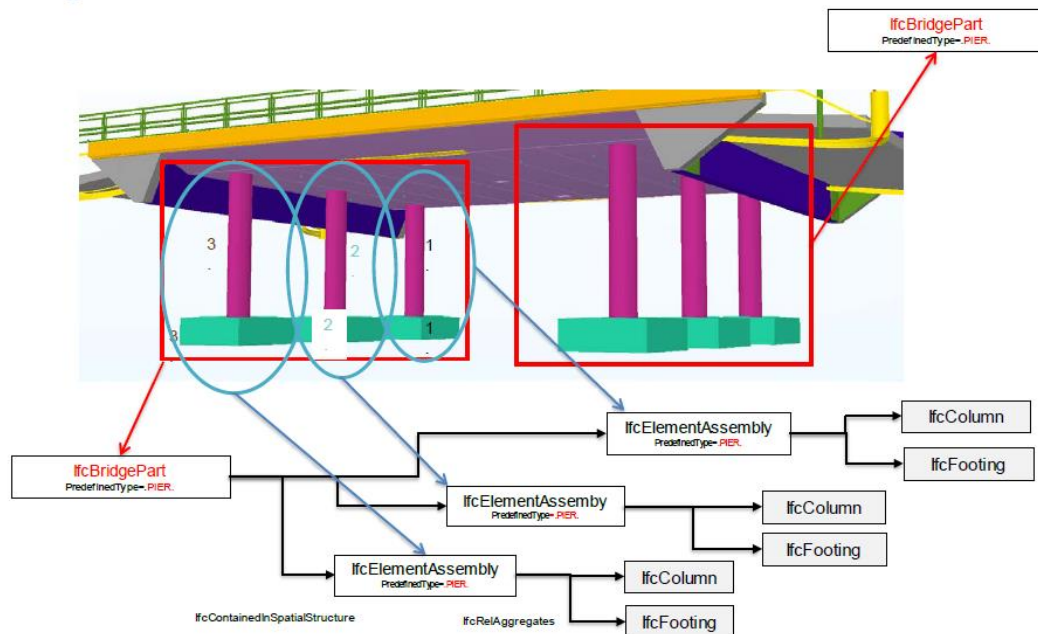 IfcBridgePart
PredefinedType=.PIER.
3
.
2
.
1
.
3
.
2
.
1
.
IfcElementAssembly
PredefinedType=.PIER.
IfcColumn
IfcFooting
IfcBridgePart
PredefinedType=.PIER.
IfcElementAssemby
PredefinedType=.PIER.
IfcColumn
IfcFooting
IfcElementAssembly
PredefinedType=.PIER.
IfcColumn
IfcFooting
IfcContainedInSpatialStructure
IfcRelAggregates